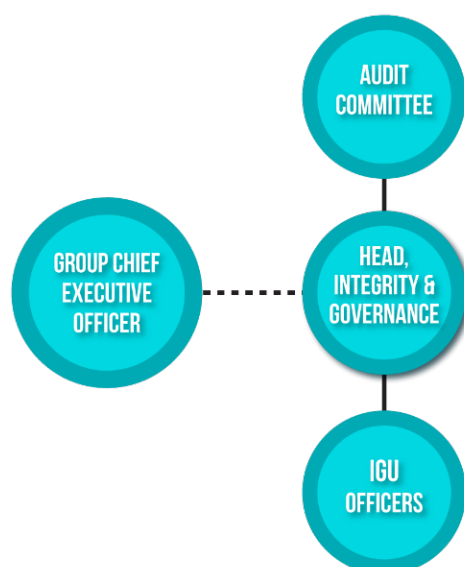 AUDIT
COMMITTEE
GROUP CHIEF
EXECUTIVE
OFFICER
HEAD,
INTEGRITY &
GOVERNANCE
IGU
OFFICERS